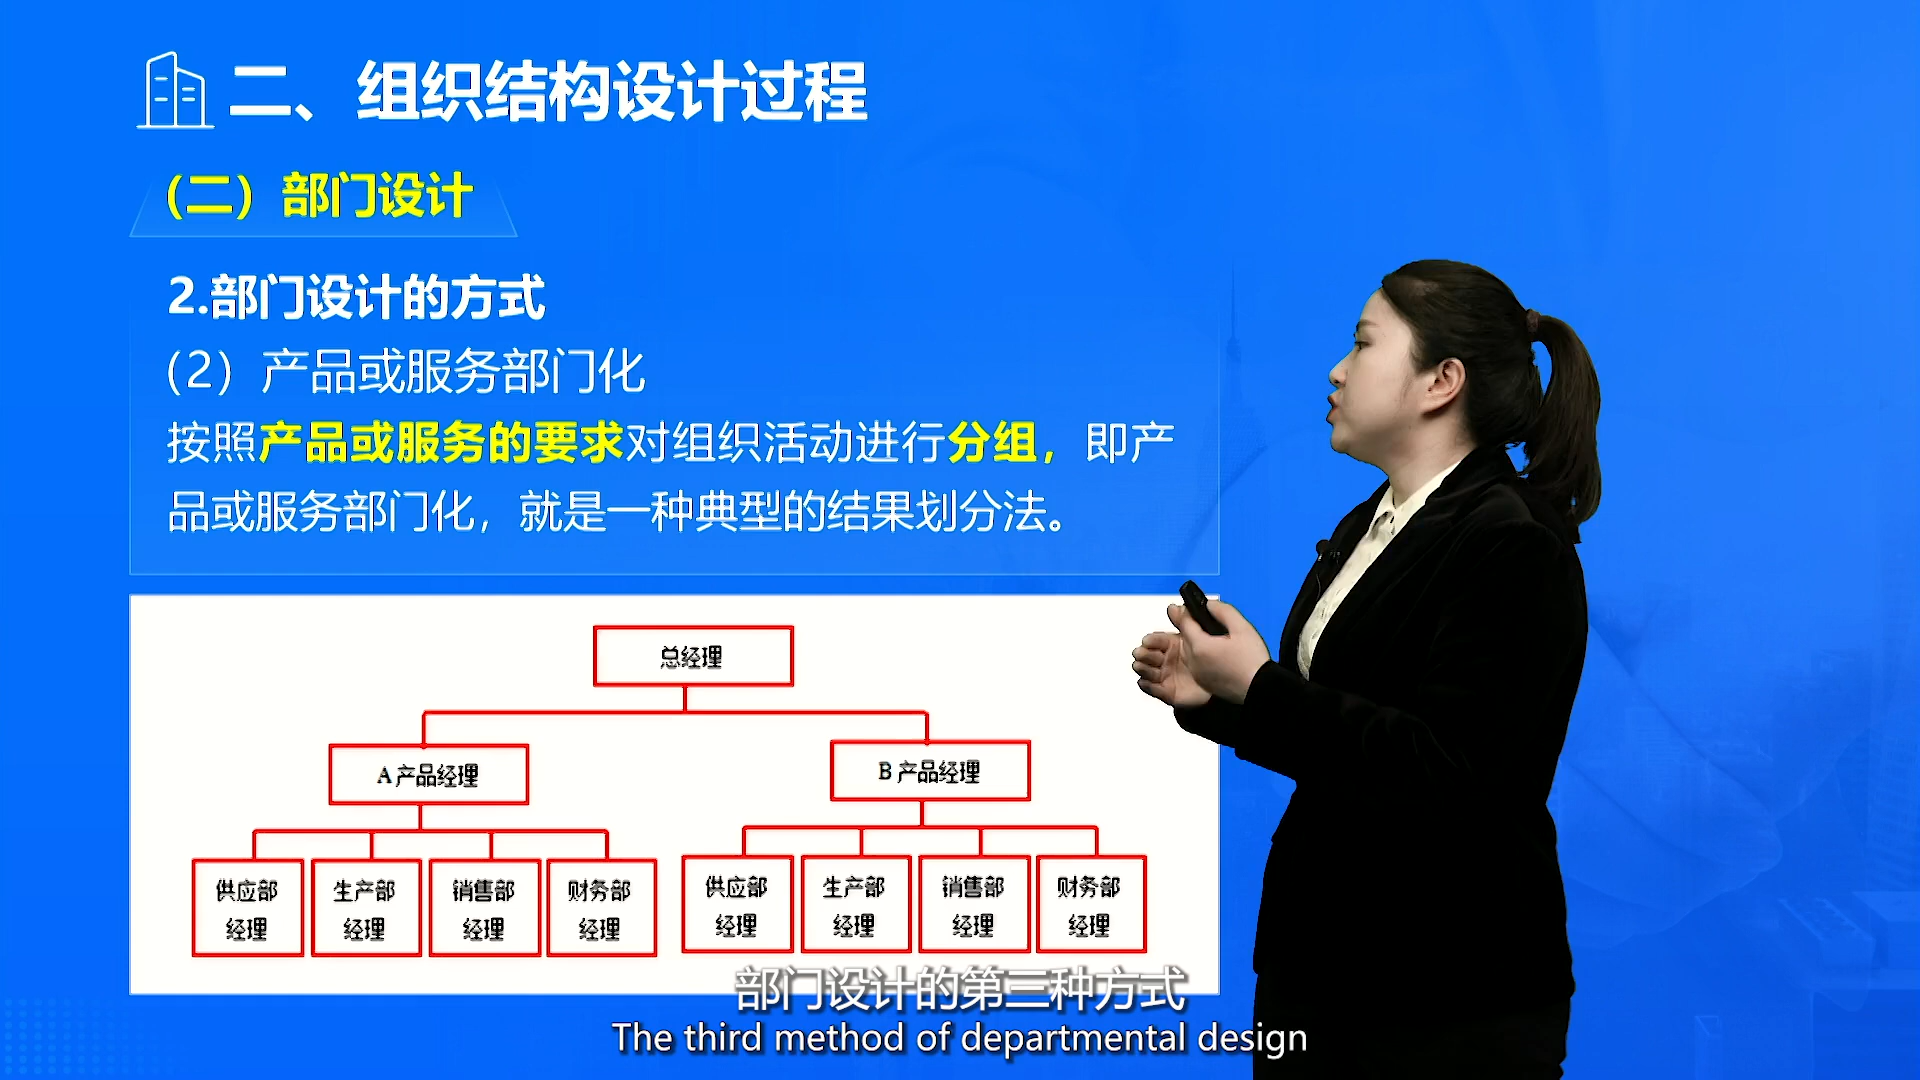 二、组织结构设计过程
（二）部门设计
2.部门设计的方式
（2）产品或服务部门化
按照产品或服务的要求对组织活动进行分组，即产
品或服务部门化，就是一种典型的结果划分法。
总经理
A 产品经理
B 产品经理
供应部
经理
生产部
经理
销售部
经理
财务部
经理
供应部
经理
生产部
经理
销售部
经理
财务部
经理
部门设计的第三种方式
The third method of departmental design